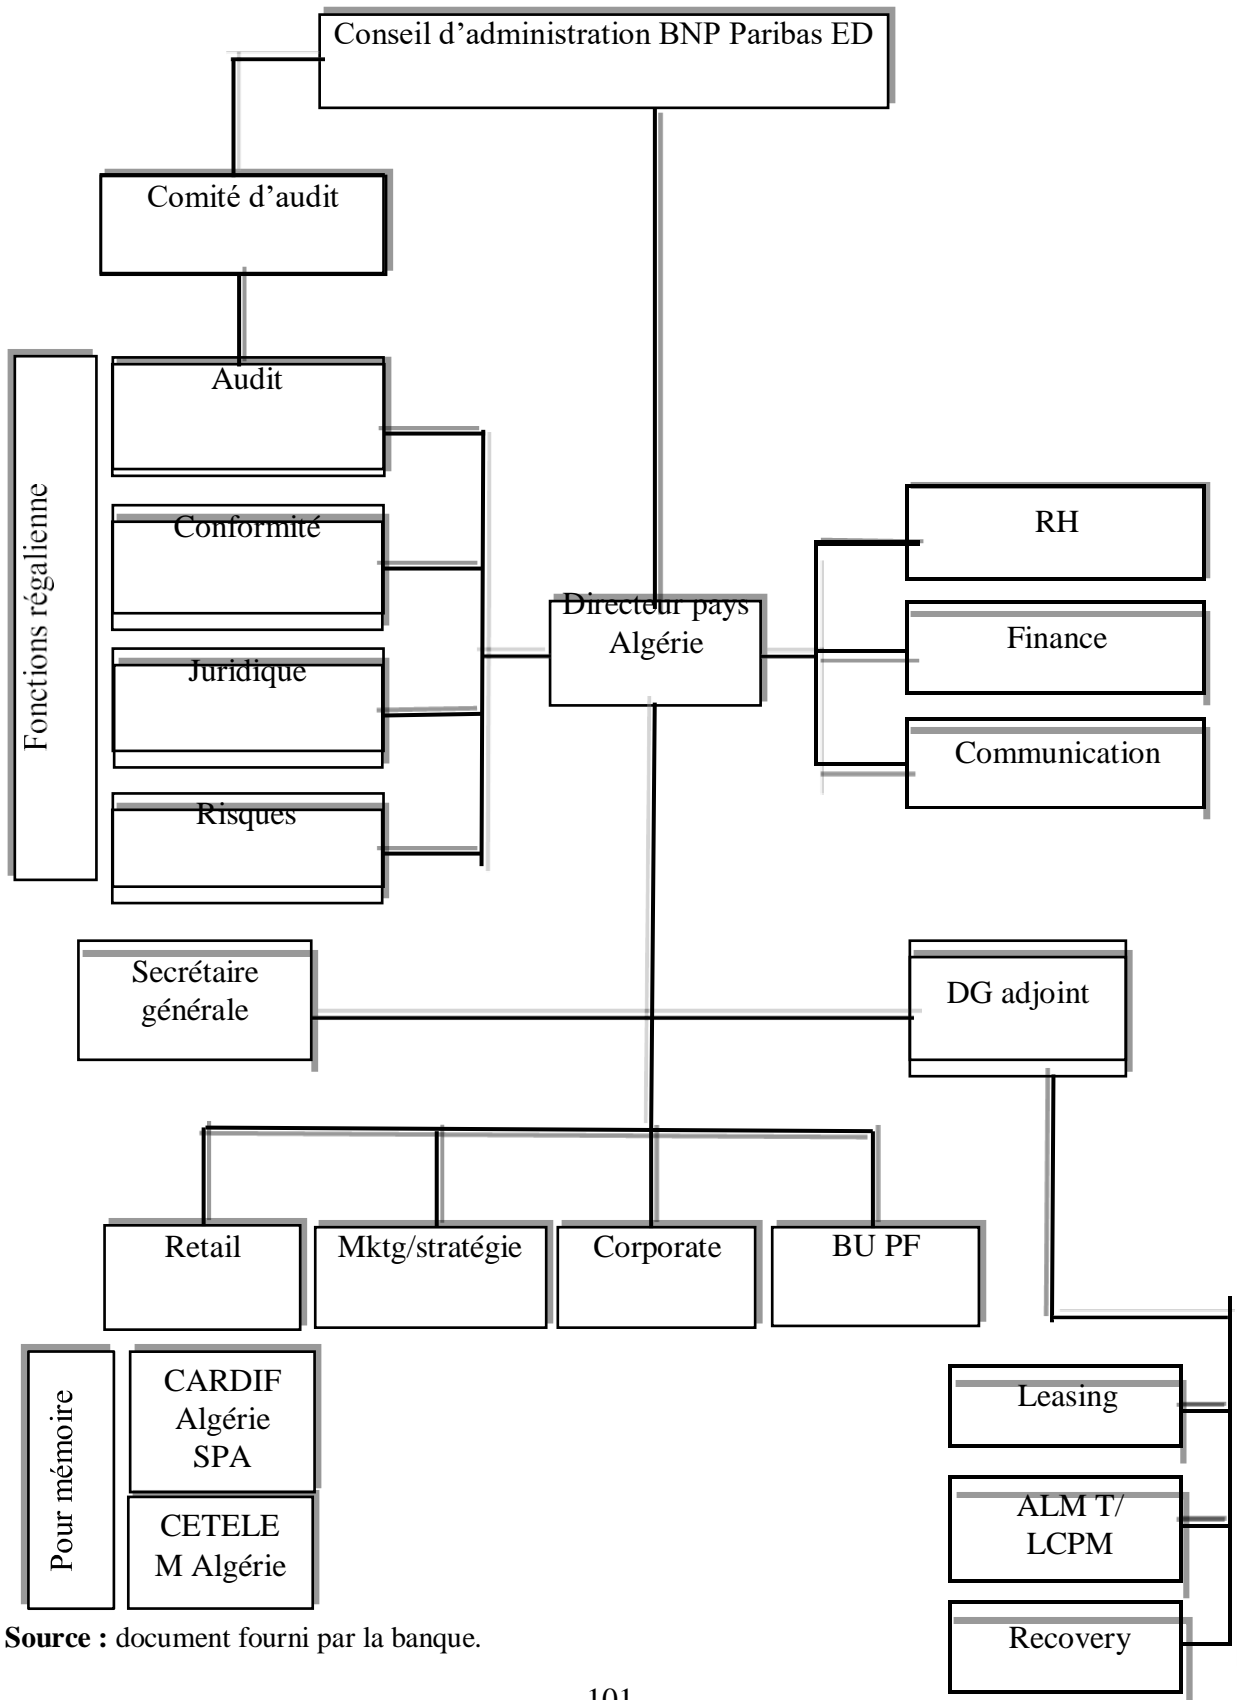 Conseil d’administration BNP Paribas ED
Comité d’audit
Fonctions régalienne
Audit
Conformité
Juridique
Risques
Directeur pays
Algérie
RH
Finance
Communication
Secrétaire
générale
DG adjoint
Retail
Mktg/stratégie
Corporate
BU PF
Pour mémoire
CARDIF
Algérie
SPA
CETELE
M Algérie
Leasing
ALM T/
LCPM
Recovery
Source : document fourni par la banque.
101